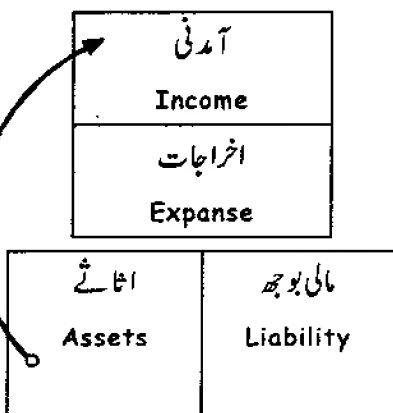 آمدنی
Income
اخراجات
Expanse
اثاثے
Assets
مالی بوجھ
Liability